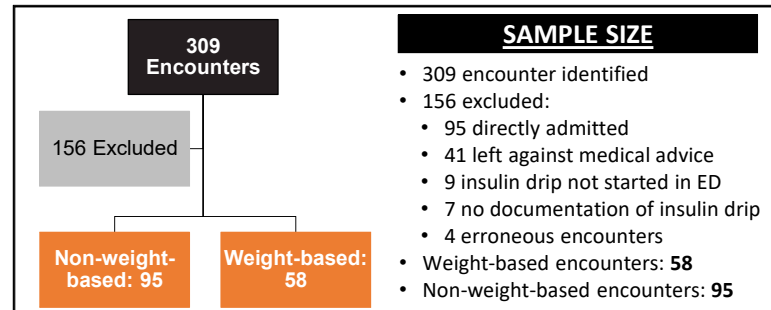 309
Encounters
156 Excluded
Non-weight-
based: 95
Weight-based:
58
SAMPLE SIZE
• 309 encounter identified
• 156 excluded:
• 95 directly admitted
• 41 left against medical advice
• 9 insulin drip not started in ED
• 7 no documentation of insulin drip
• 4 erroneous encounters
• Weight-based encounters: 58
• Non-weight-based encounters: 95